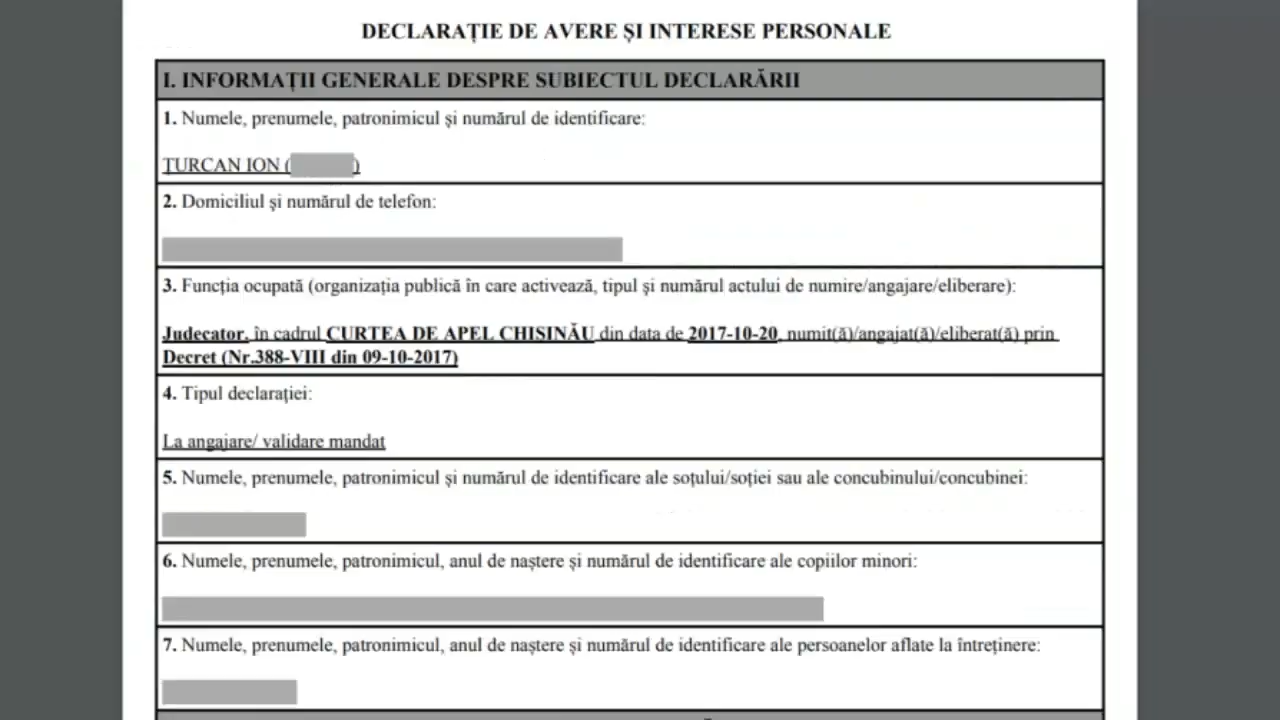 DECLARAȚIE DE AVERE ȘI INTERESE PERSONALE
I. INFORMAȚII GENERALE DESPRE SUBIECTUL DECLARĂRII
1. Numele, prenumele, patronimicul și numărul de identificare:
ȚURCAN ION ( )
2. Domiciliul și numărul de telefon:
3. Funcția ocupată (organizația publică în care activează, tipul și numărul actului de numire/angajare/eliberare):
Judecator, în cadrul CURTEA DE APEL CHISINĂU din data de 2017-10-20, numit(ă)/angajat(ă)/eliberat(ă) prin
Decret (Nr.388-VIII din 09-10-2017)
4. Tipul declarației:
La angajare/ validare mandat
5. Numele, prenumele, patronimicul și numărul de identificare ale soțului/soției sau ale concubinului/concubinei:
6. Numele, prenumele, patronimicul, anul de naștere și numărul de identificare ale copiilor minori:
7. Numele, prenumele, patronimicul, anul de naștere și numărul de identificare ale persoanelor aflate la întreținere: